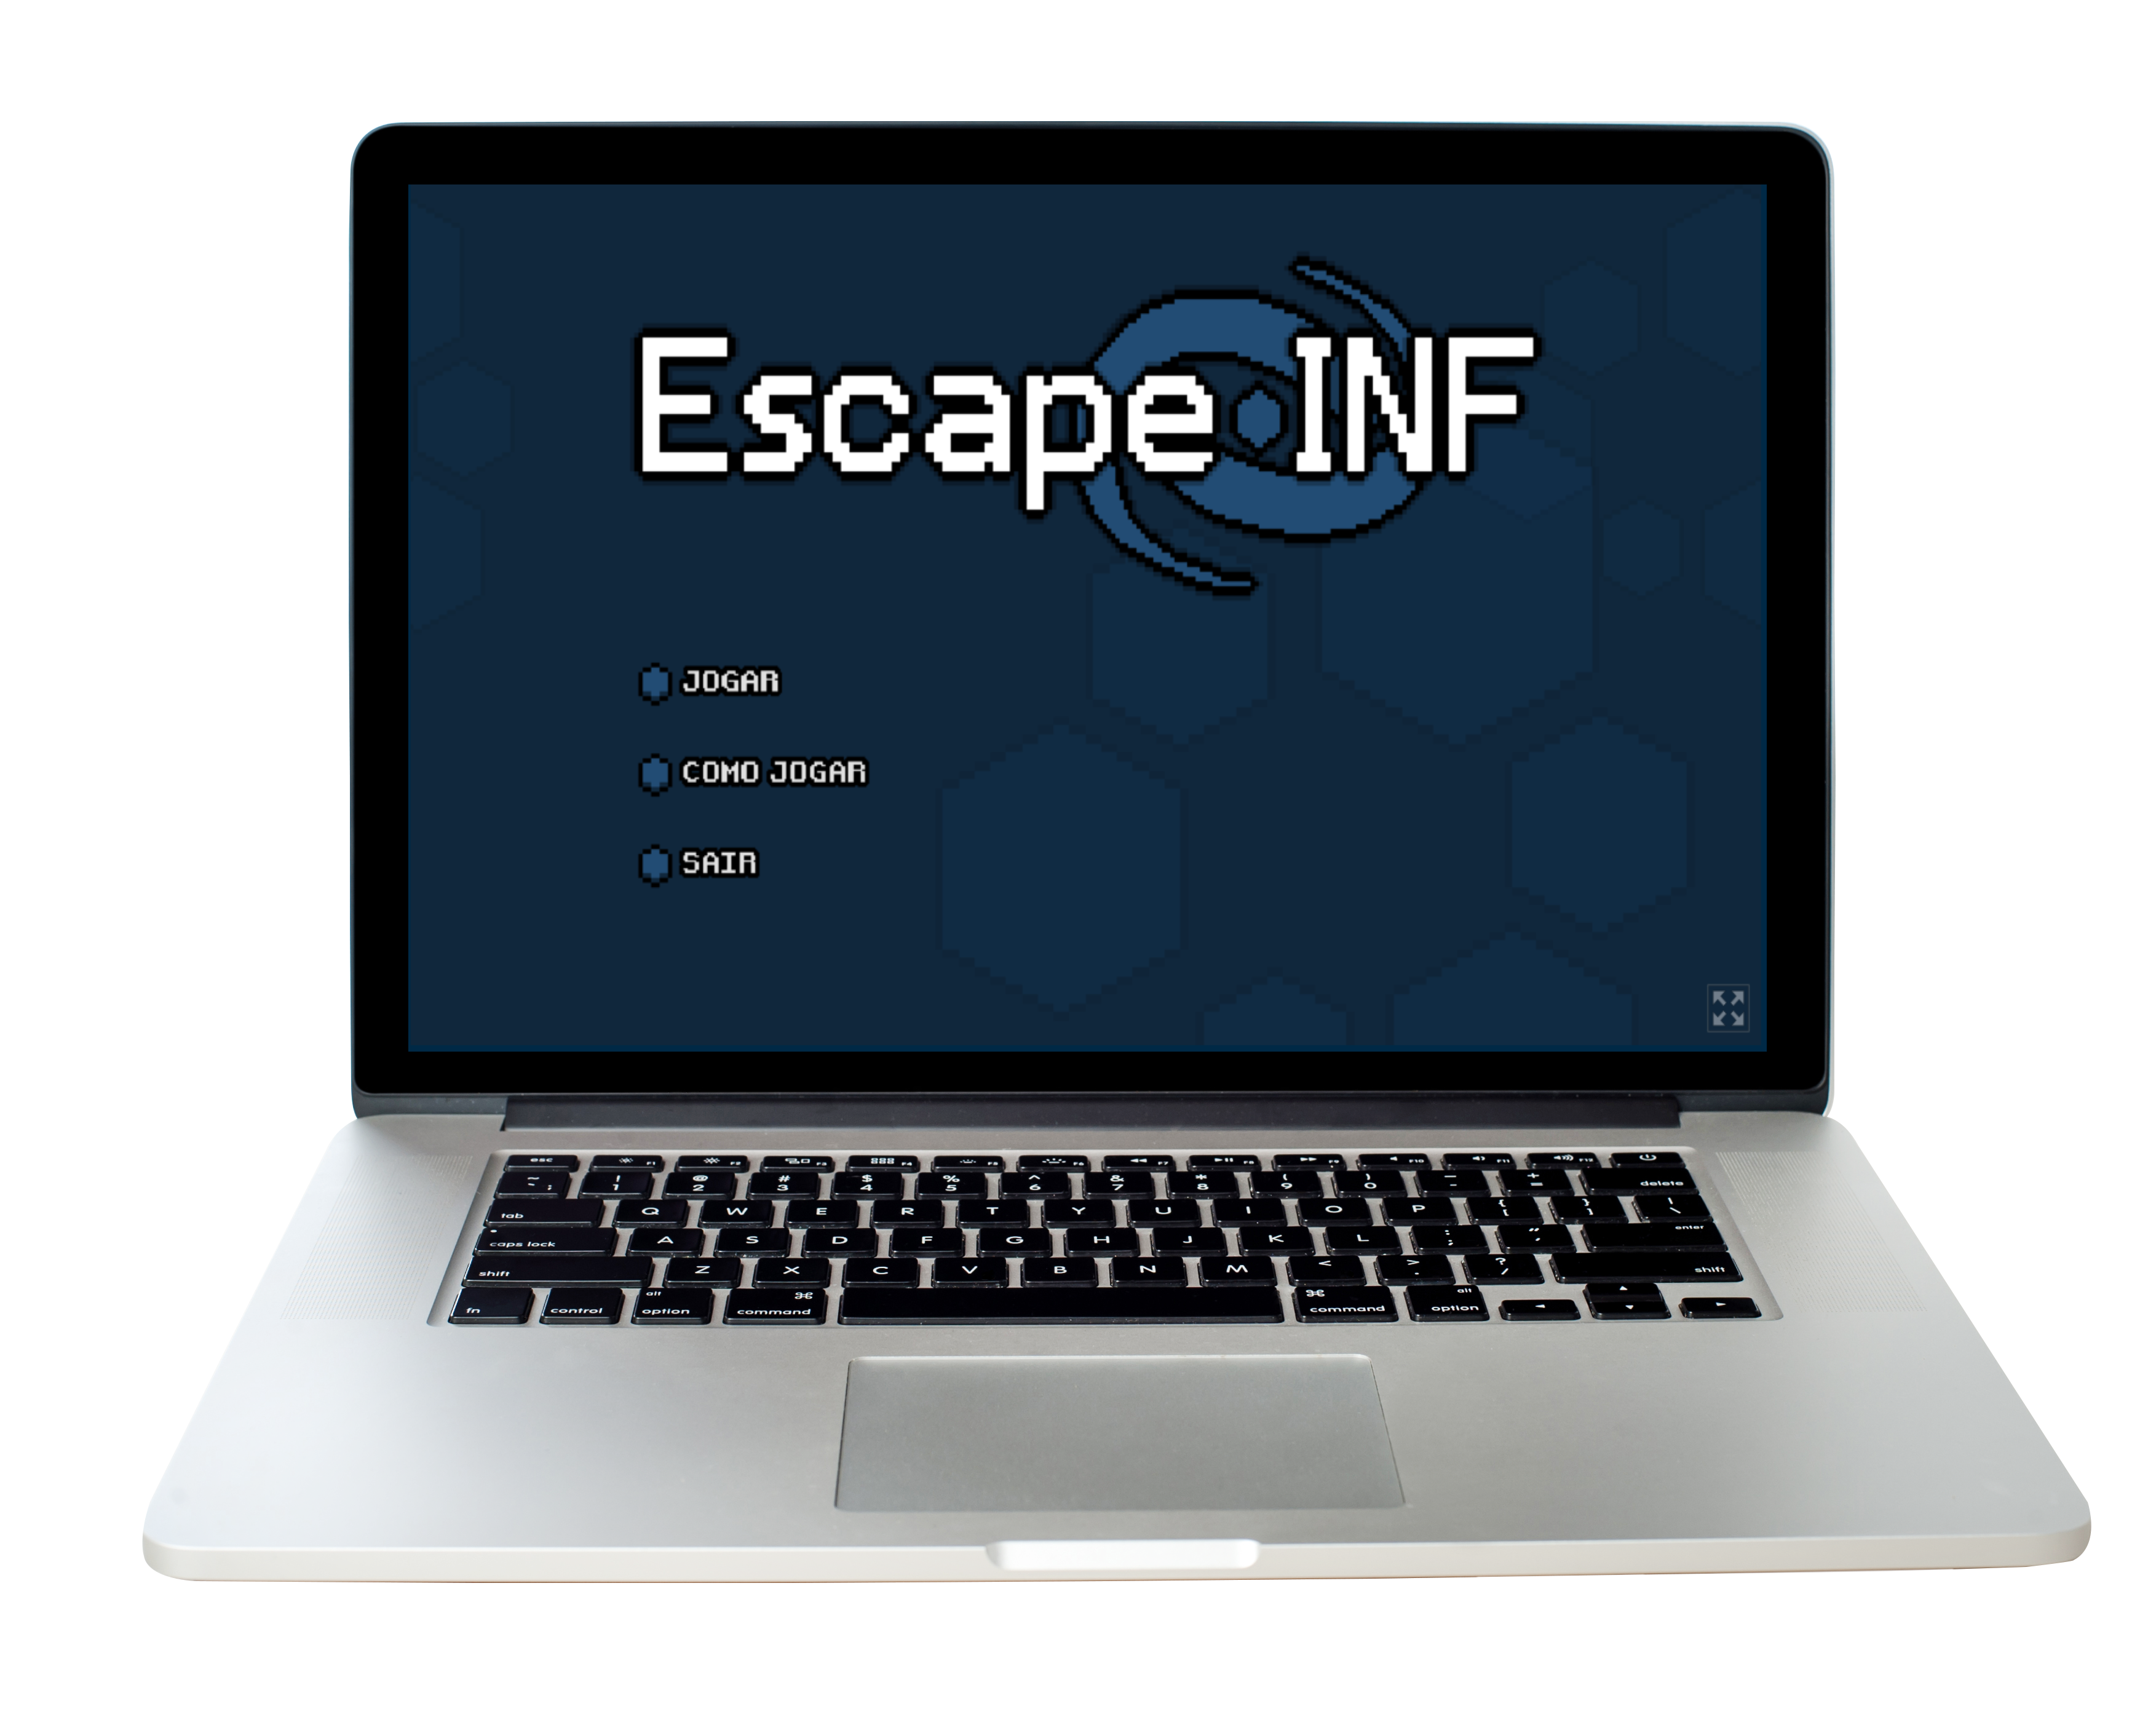 Escape INF
JOGAR
COMO JOGAR
SAIR
esc F1 F2 F3 F4 F5 F6 F7 F8 F9 F10 F11 F12
~ ! @ # $ % ^ & * ( ) — +
; 1 2 3 4 5 6 7 8 9 0 - = delete
tab Q W E R T Y U I O P { [ } ] | \
caps lock A S D F G H J K L : ; " ' enter
shift Z X C V B N M < , > . ? / shift
fn control alt option ⌘ command ⌘ command alt option